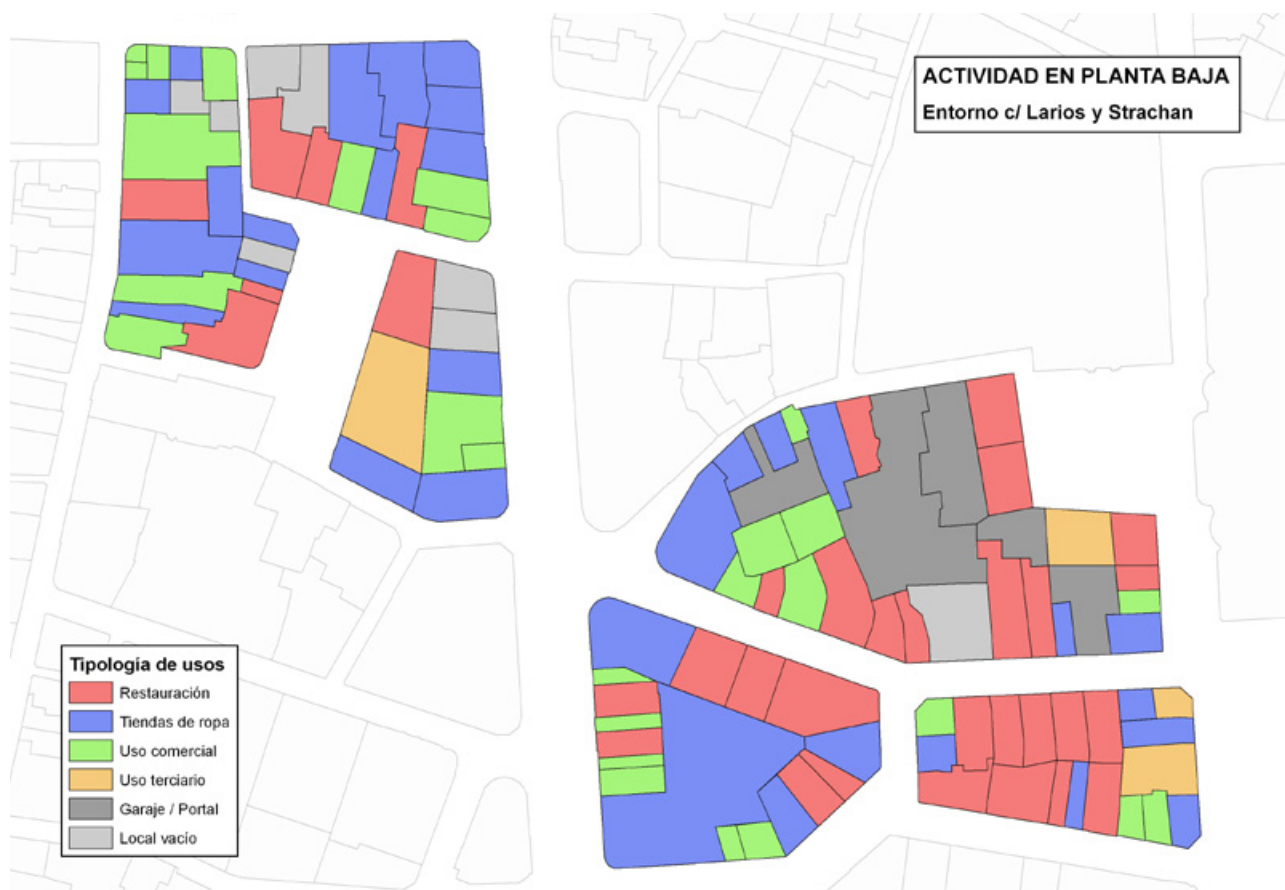 ACTIVIDAD EN PLANTA BAJA
Entorno c/ Larios y Strachan
Tipología de usos
Restauración
Tiendas de ropa
Uso comercial
Uso terciario
Garaje / Portal
Local vacío